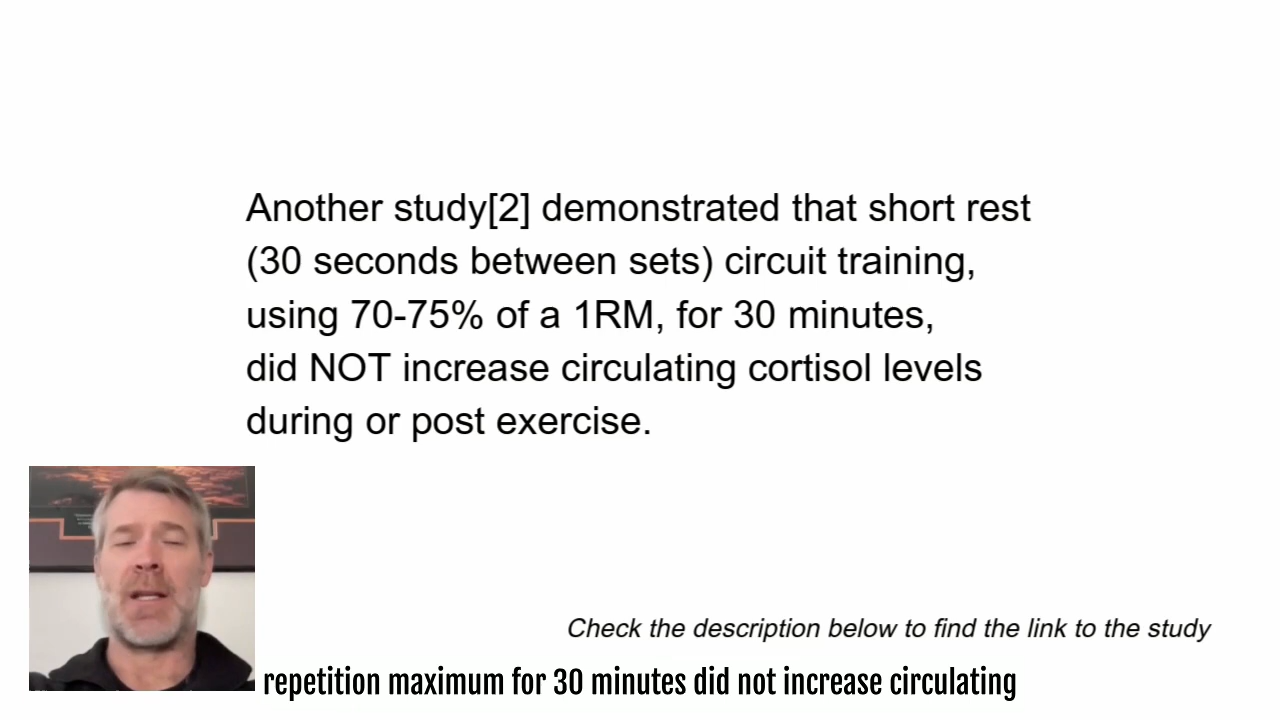 Another study[2] demonstrated that short rest
(30 seconds between sets) circuit training,
using 70-75% of a 1RM, for 30 minutes,
did NOT increase circulating cortisol levels
during or post exercise.
Check the description below to find the link to the study
repetition maximum for 30 minutes did not increase circulating